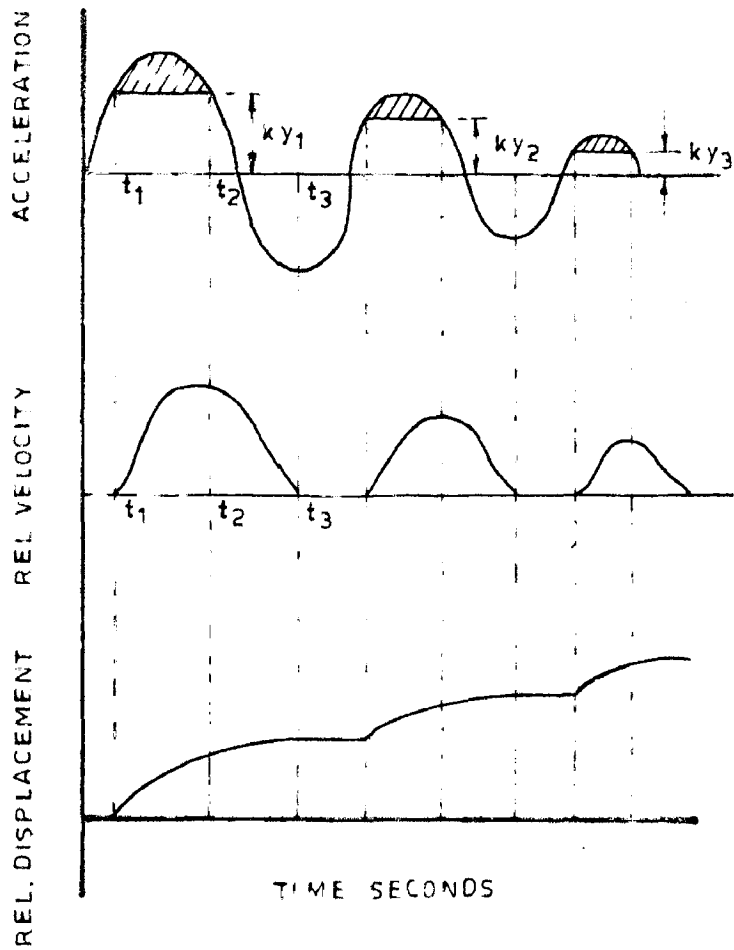 ACCELERATION
ky1
ky2
ky3
t1
t2
t3
REL VELOCITY
t1
t2
t3
REL. DISPLACEMENT
TIME SECONDS